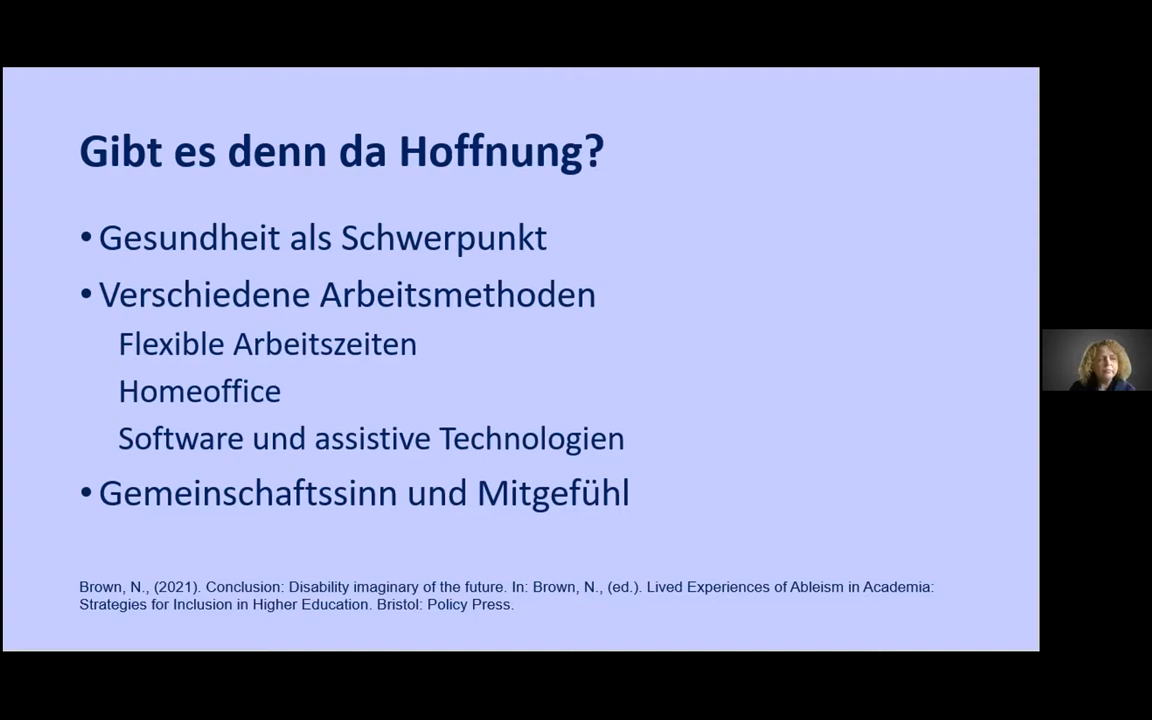 Gibt es denn da Hoffnung?
• Gesundheit als Schwerpunkt
• Verschiedene Arbeitsmethoden
Flexible Arbeitszeiten
Homeoffice
Software und assistive Technologien
• Gemeinschaftssinn und Mitgefühl
Brown, N., (2021). Conclusion: Disability imaginary of the future. In: Brown, N., (ed.). Lived Experiences of Ableism in Academia:
Strategies for Inclusion in Higher Education. Bristol: Policy Press.